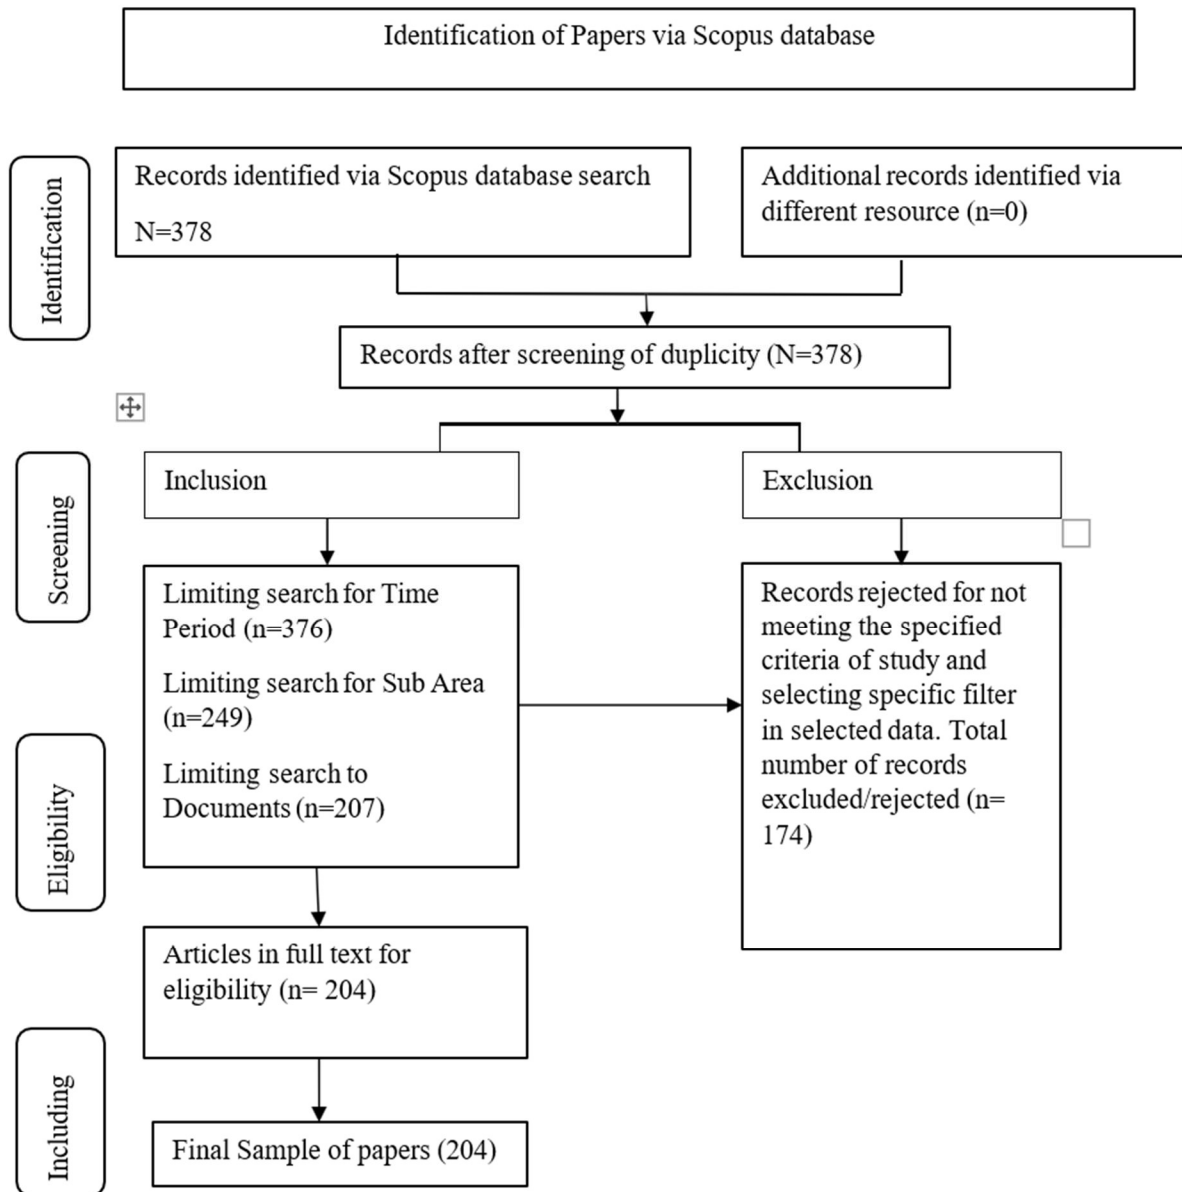 Identification of Papers via Scopus database
Identification
Records identified via Scopus database search
N=378
Additional records identified via
different resource (n=0)
Records after screening of duplicity (N=378)
Screening
Inclusion
Exclusion
Limiting search for Time
Period (n=376)
Limiting search for Sub Area
(n=249)
Limiting search to
Documents (n=207)
Records rejected for not
meeting the specified
criteria of study and
selecting specific filter
in selected data. Total
number of records
excluded/rejected (n=
174)
Eligibility
Articles in full text for
eligibility (n= 204)
Including
Final Sample of papers (204)